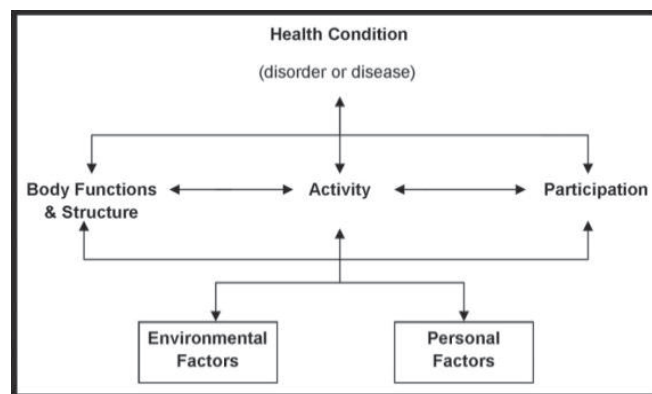 Health Condition
(disorder or disease)
Body Functions
& Structure
Activity
Participation
Environmental
Factors
Personal
Factors